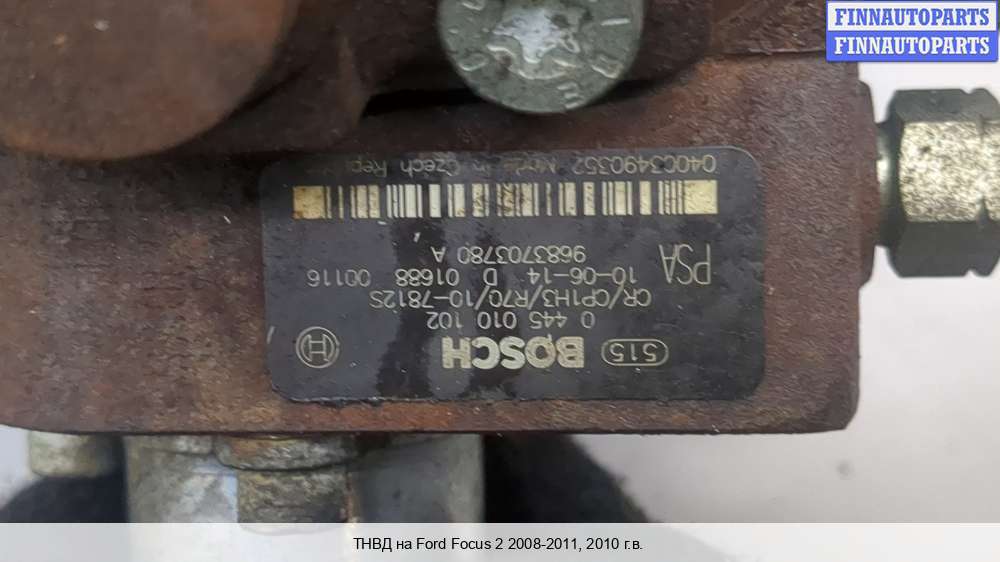 FINNAUTOPARTS
FINNAUTOPARTS
515 BOSCH
0 445 010 102
CR/CP1H3/R70/10-7812S
10-06-14 D 01688 00116
PSA 9683703780 A
0400349035? Made in Czech Rep
ТНВД на Ford Focus 2 2008-2011, 2010 г.в.